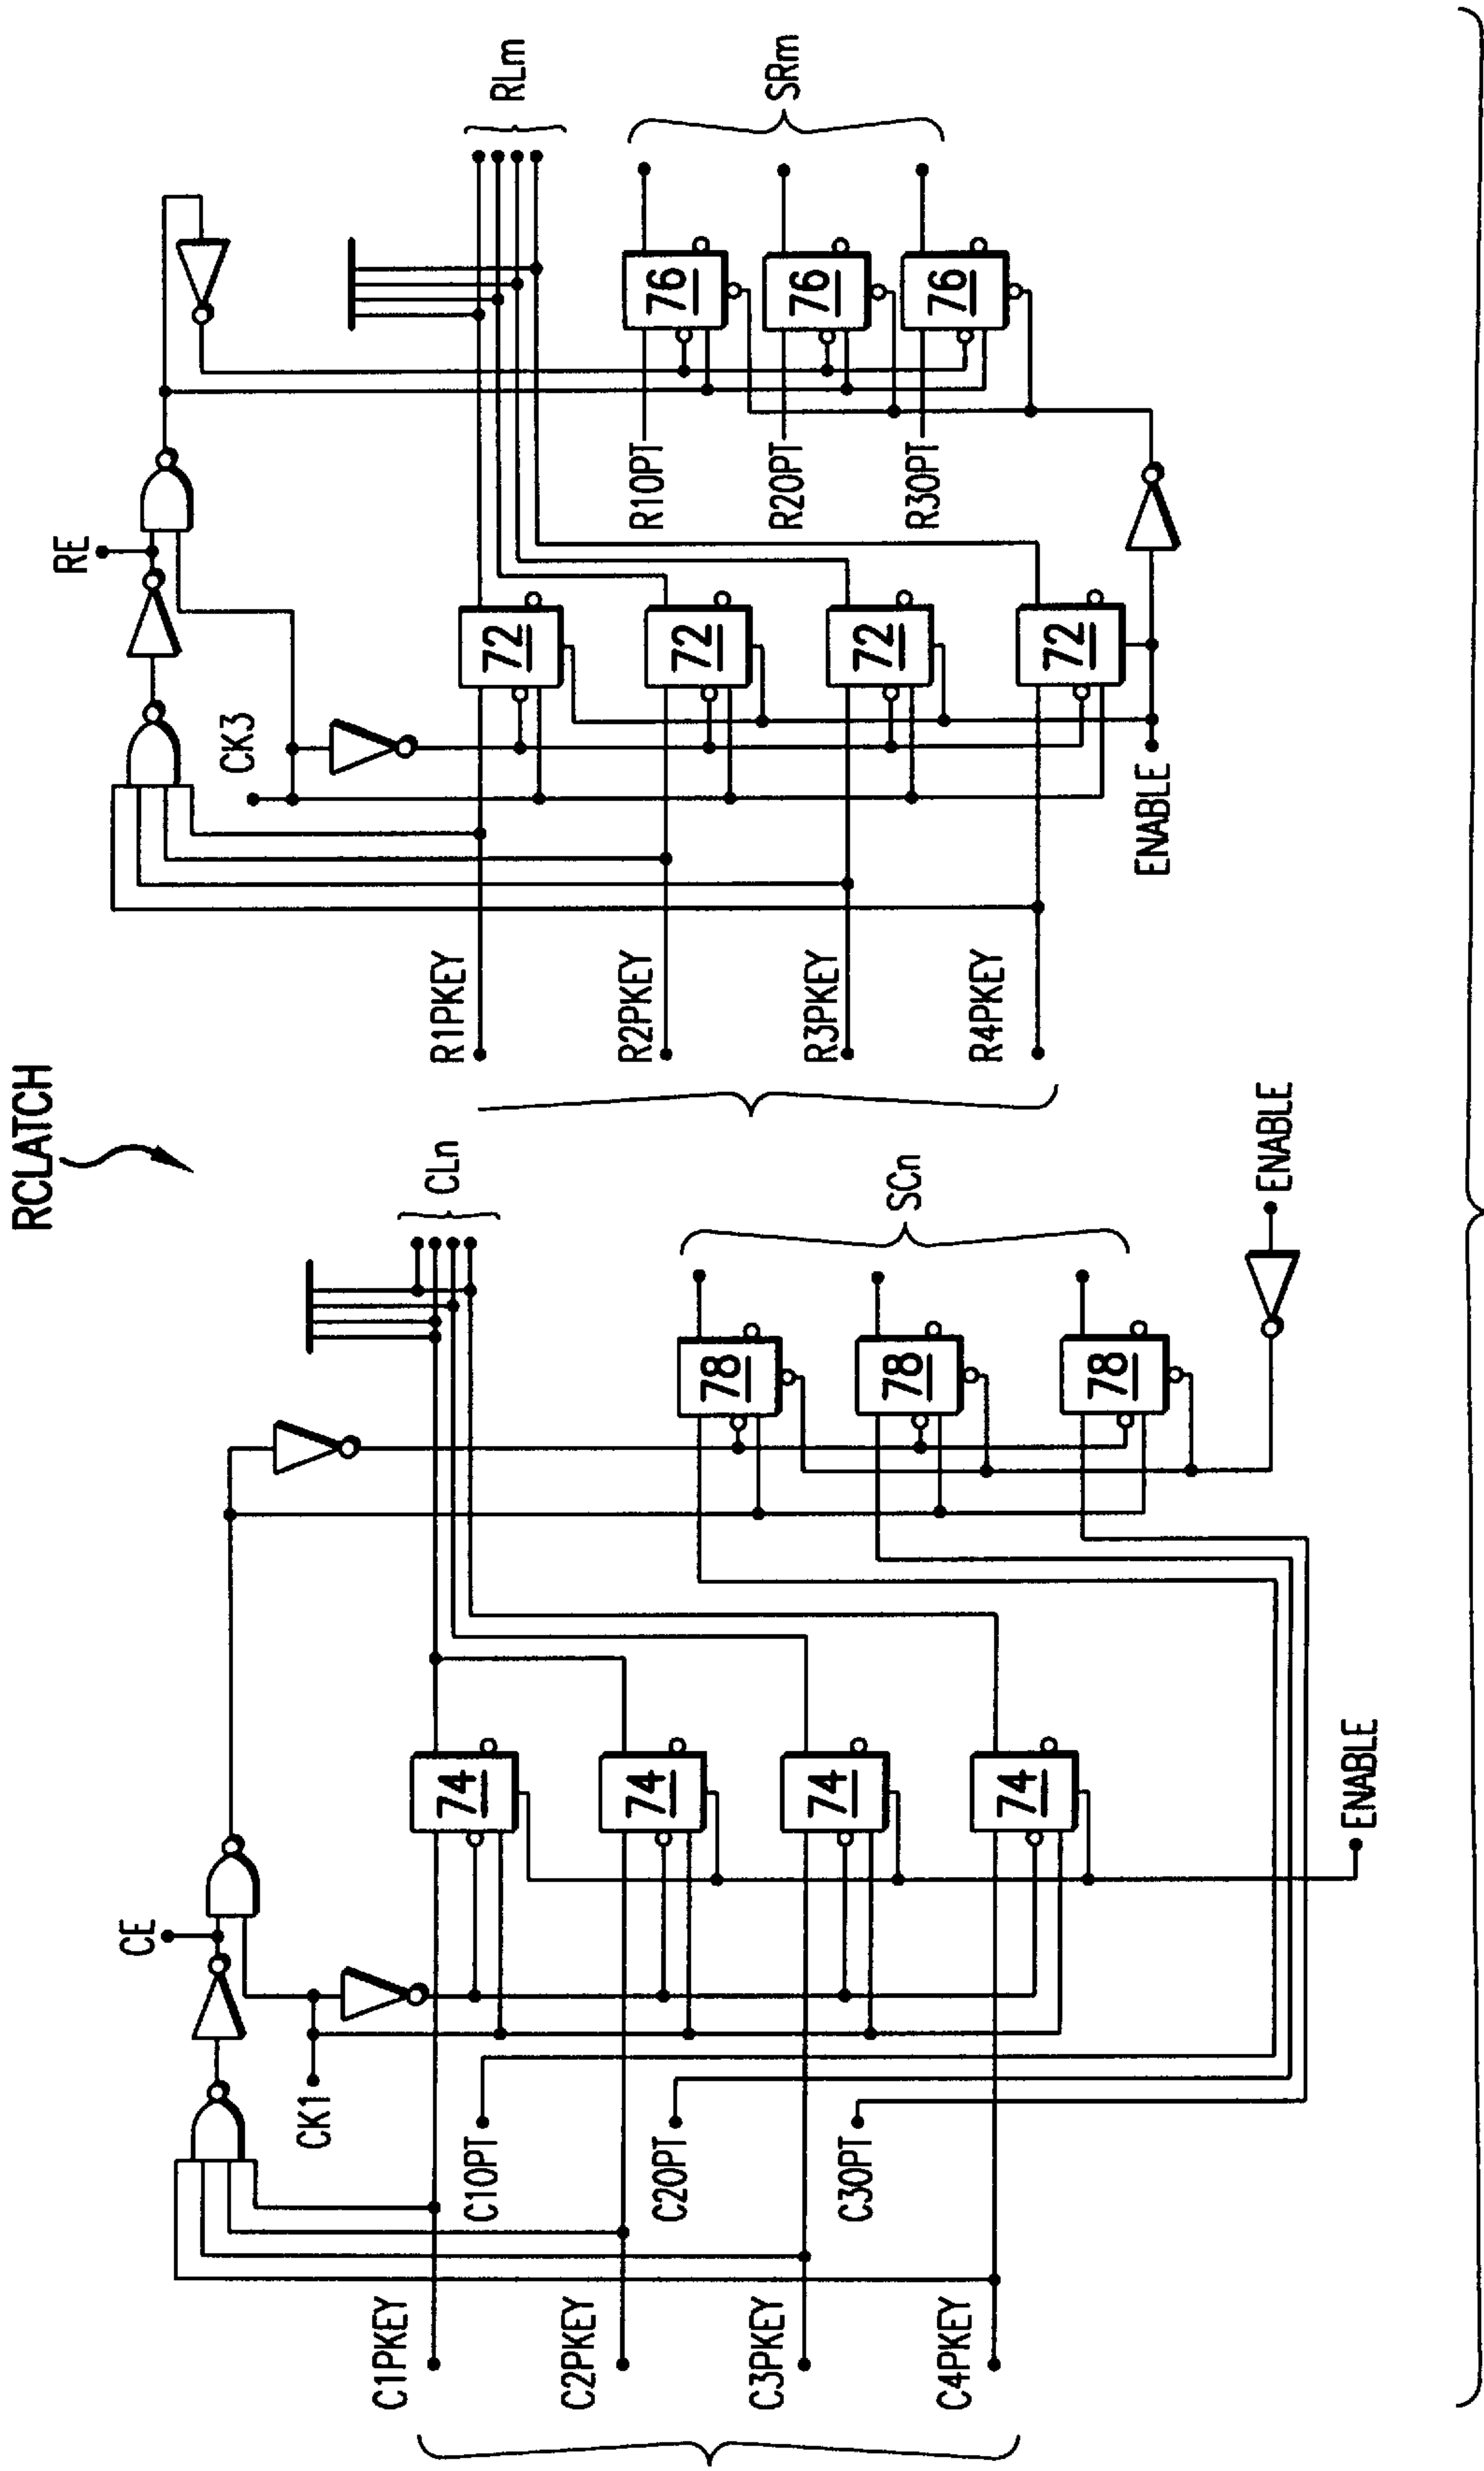 RCLATCH
CE
CK1
C1PKEY
C2PKEY
C3PKEY
C4PKEY
C1OPT
C2OPT
C3OPT
74
74
74
74
ENABLE
78
78
78
CLn
SCn
ENABLE
RE
CK3
R1PKEY
R2PKEY
R3PKEY
R4PKEY
72
72
72
72
ENABLE
R1OPT
R2OPT
R3OPT
76
76
76
RLm
SRm